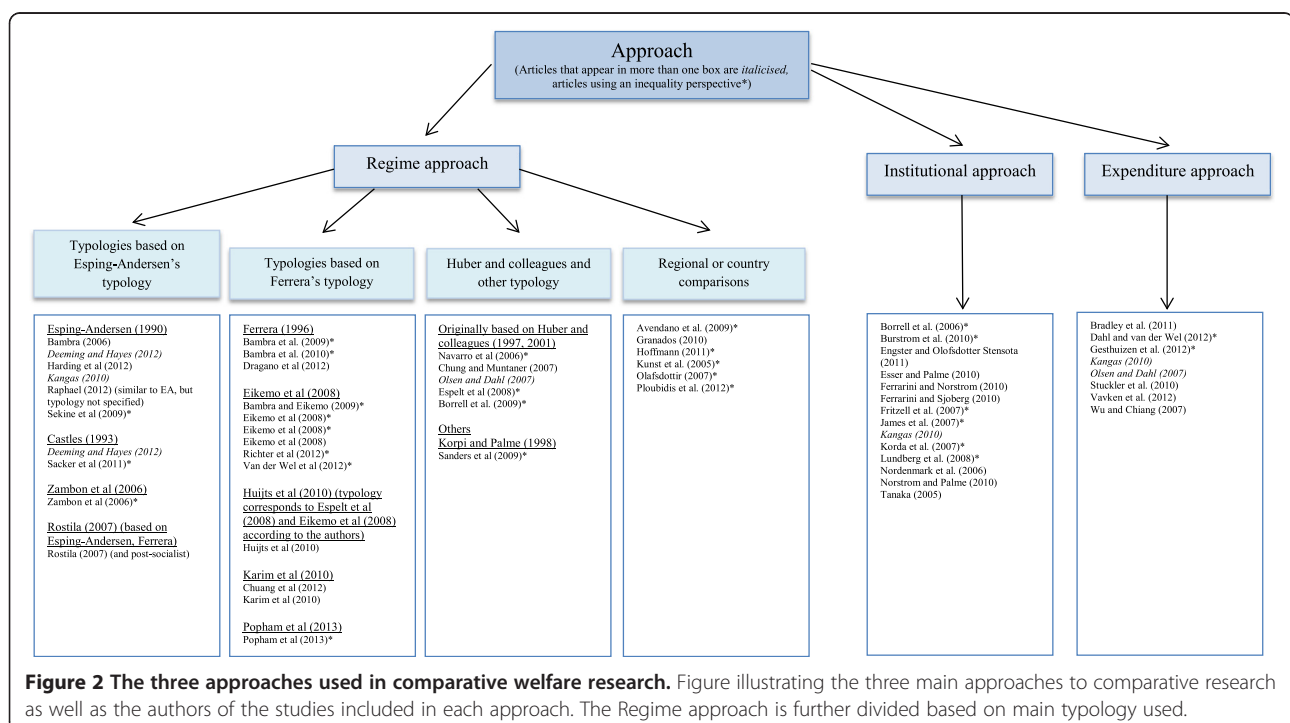 Approach
(Articles that appear in more than one box are italicised,
articles using an inequality perspective*)
Regime approach
Institutional approach
Expenditure approach
Typologies based on
Esping-Andersen's
typology
Typologies based on
Ferrera's typology
Huber and colleagues and
other typology
Regional or country
comparisons
Esping-Andersen (1990)
Bambra (2006)
Deeming and Hayes (2012)
Harding et al (2012)
Kangas (2010)
Raphael (2012) (similar to EA, but
typology not specified)
Sekine et al (2009)*
Castles (1993)
Deeming and Hayes (2012)
Sacker et al (2011)*
Zambon et al (2006)
Zambon et al (2006)*
Rostila (2007) (based on
Esping-Andersen, Ferrera)
Rostila (2007) (and post-socialist)
Ferrera (1996)
Bambra et al. (2009)*
Bambra et al. (2010)*
Dragano et al (2012)
Eikemo et al (2008)
Bambra and Eikemo (2009)*
Eikemo et al (2008)*
Eikemo et al (2008)*
Eikemo et al (2008)
Richter et al (2012)*
Van der Wel et al (2012)*
Huijts et al (2010) (typology
corresponds to Espelt et al
(2008) and Eikemo et al (2008)
according to the authors)
Huijts et al (2010)
Karim et al (2010)
Chuang et al (2012)
Karim et al (2010)
Popham et al (2013)
Popham et al (2013)*
Originally based on Huber and
colleagues (1997, 2001)
Navarro et al (2006)*
Chung and Muntaner (2007)
Olsen and Dahl (2007)
Espelt et al (2008)*
Borrell et al. (2009)*
Others
Korpi and Palme (1998)
Sanders et al (2009)*
Avendano et al. (2009)*
Granados (2010)
Hoffmann (2011)*
Kunst et al. (2005)*
Olafsdottir (2007)*
Ploubidis et al. (2012)*
Borrell et al. (2006)*
Burstrom et al. (2010)*
Engster and Olofsdotter Stensota
(2011)
Esser and Palme (2010)
Ferrarini and Norstrom (2010)
Ferrarini and Sjoberg (2010)
Fritzell et al. (2007)*
James et al. (2007)*
Kangas (2010)
Korda et al. (2007)*
Lundberg et al. (2008)*
Nordenmark et al. (2006)
Norstrom and Palme (2010)
Tanaka (2005)
Bradley et al. (2011)
Dahl and van der Wel (2012)*
Gesthuizen et al. (2012)*
Kangas (2010)
Olsen and Dahl (2007)
Stuckler et al. (2010)
Vavken et al. (2012)
Wu and Chiang (2007)
Figure 2 The three approaches used in comparative welfare research. Figure illustrating the three main approaches to comparative research
as well as the authors of the studies included in each approach. The Regime approach is further divided based on main typology used.